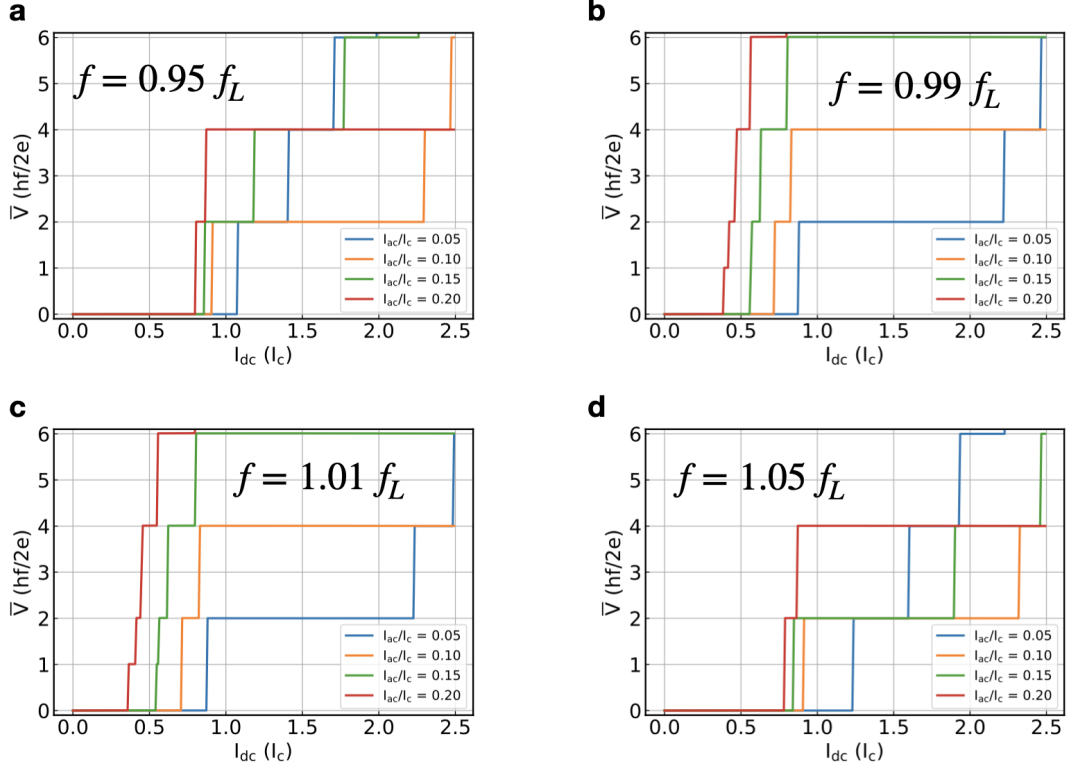 a
6
5
4
3
2
1
0
V̅ (hf/2e)
f = 0.95 f_L
I_ac/I_c = 0.05
I_ac/I_c = 0.10
I_ac/I_c = 0.15
I_ac/I_c = 0.20
0.0 0.5 1.0 1.5 2.0 2.5
I_dc (I_c)
b
6
5
4
3
2
1
0
V̅ (hf/2e)
f = 0.99 f_L
I_ac/I_c = 0.05
I_ac/I_c = 0.10
I_ac/I_c = 0.15
I_ac/I_c = 0.20
0.0 0.5 1.0 1.5 2.0 2.5
I_dc (I_c)
c
6
5
4
3
2
1
0
V̅ (hf/2e)
f = 1.01 f_L
I_ac/I_c = 0.05
I_ac/I_c = 0.10
I_ac/I_c = 0.15
I_ac/I_c = 0.20
0.0 0.5 1.0 1.5 2.0 2.5
I_dc (I_c)
d
6
5
4
3
2
1
0
V̅ (hf/2e)
f = 1.05 f_L
I_ac/I_c = 0.05
I_ac/I_c = 0.10
I_ac/I_c = 0.15
I_ac/I_c = 0.20
0.0 0.5 1.0 1.5 2.0 2.5
I_dc (I_c)